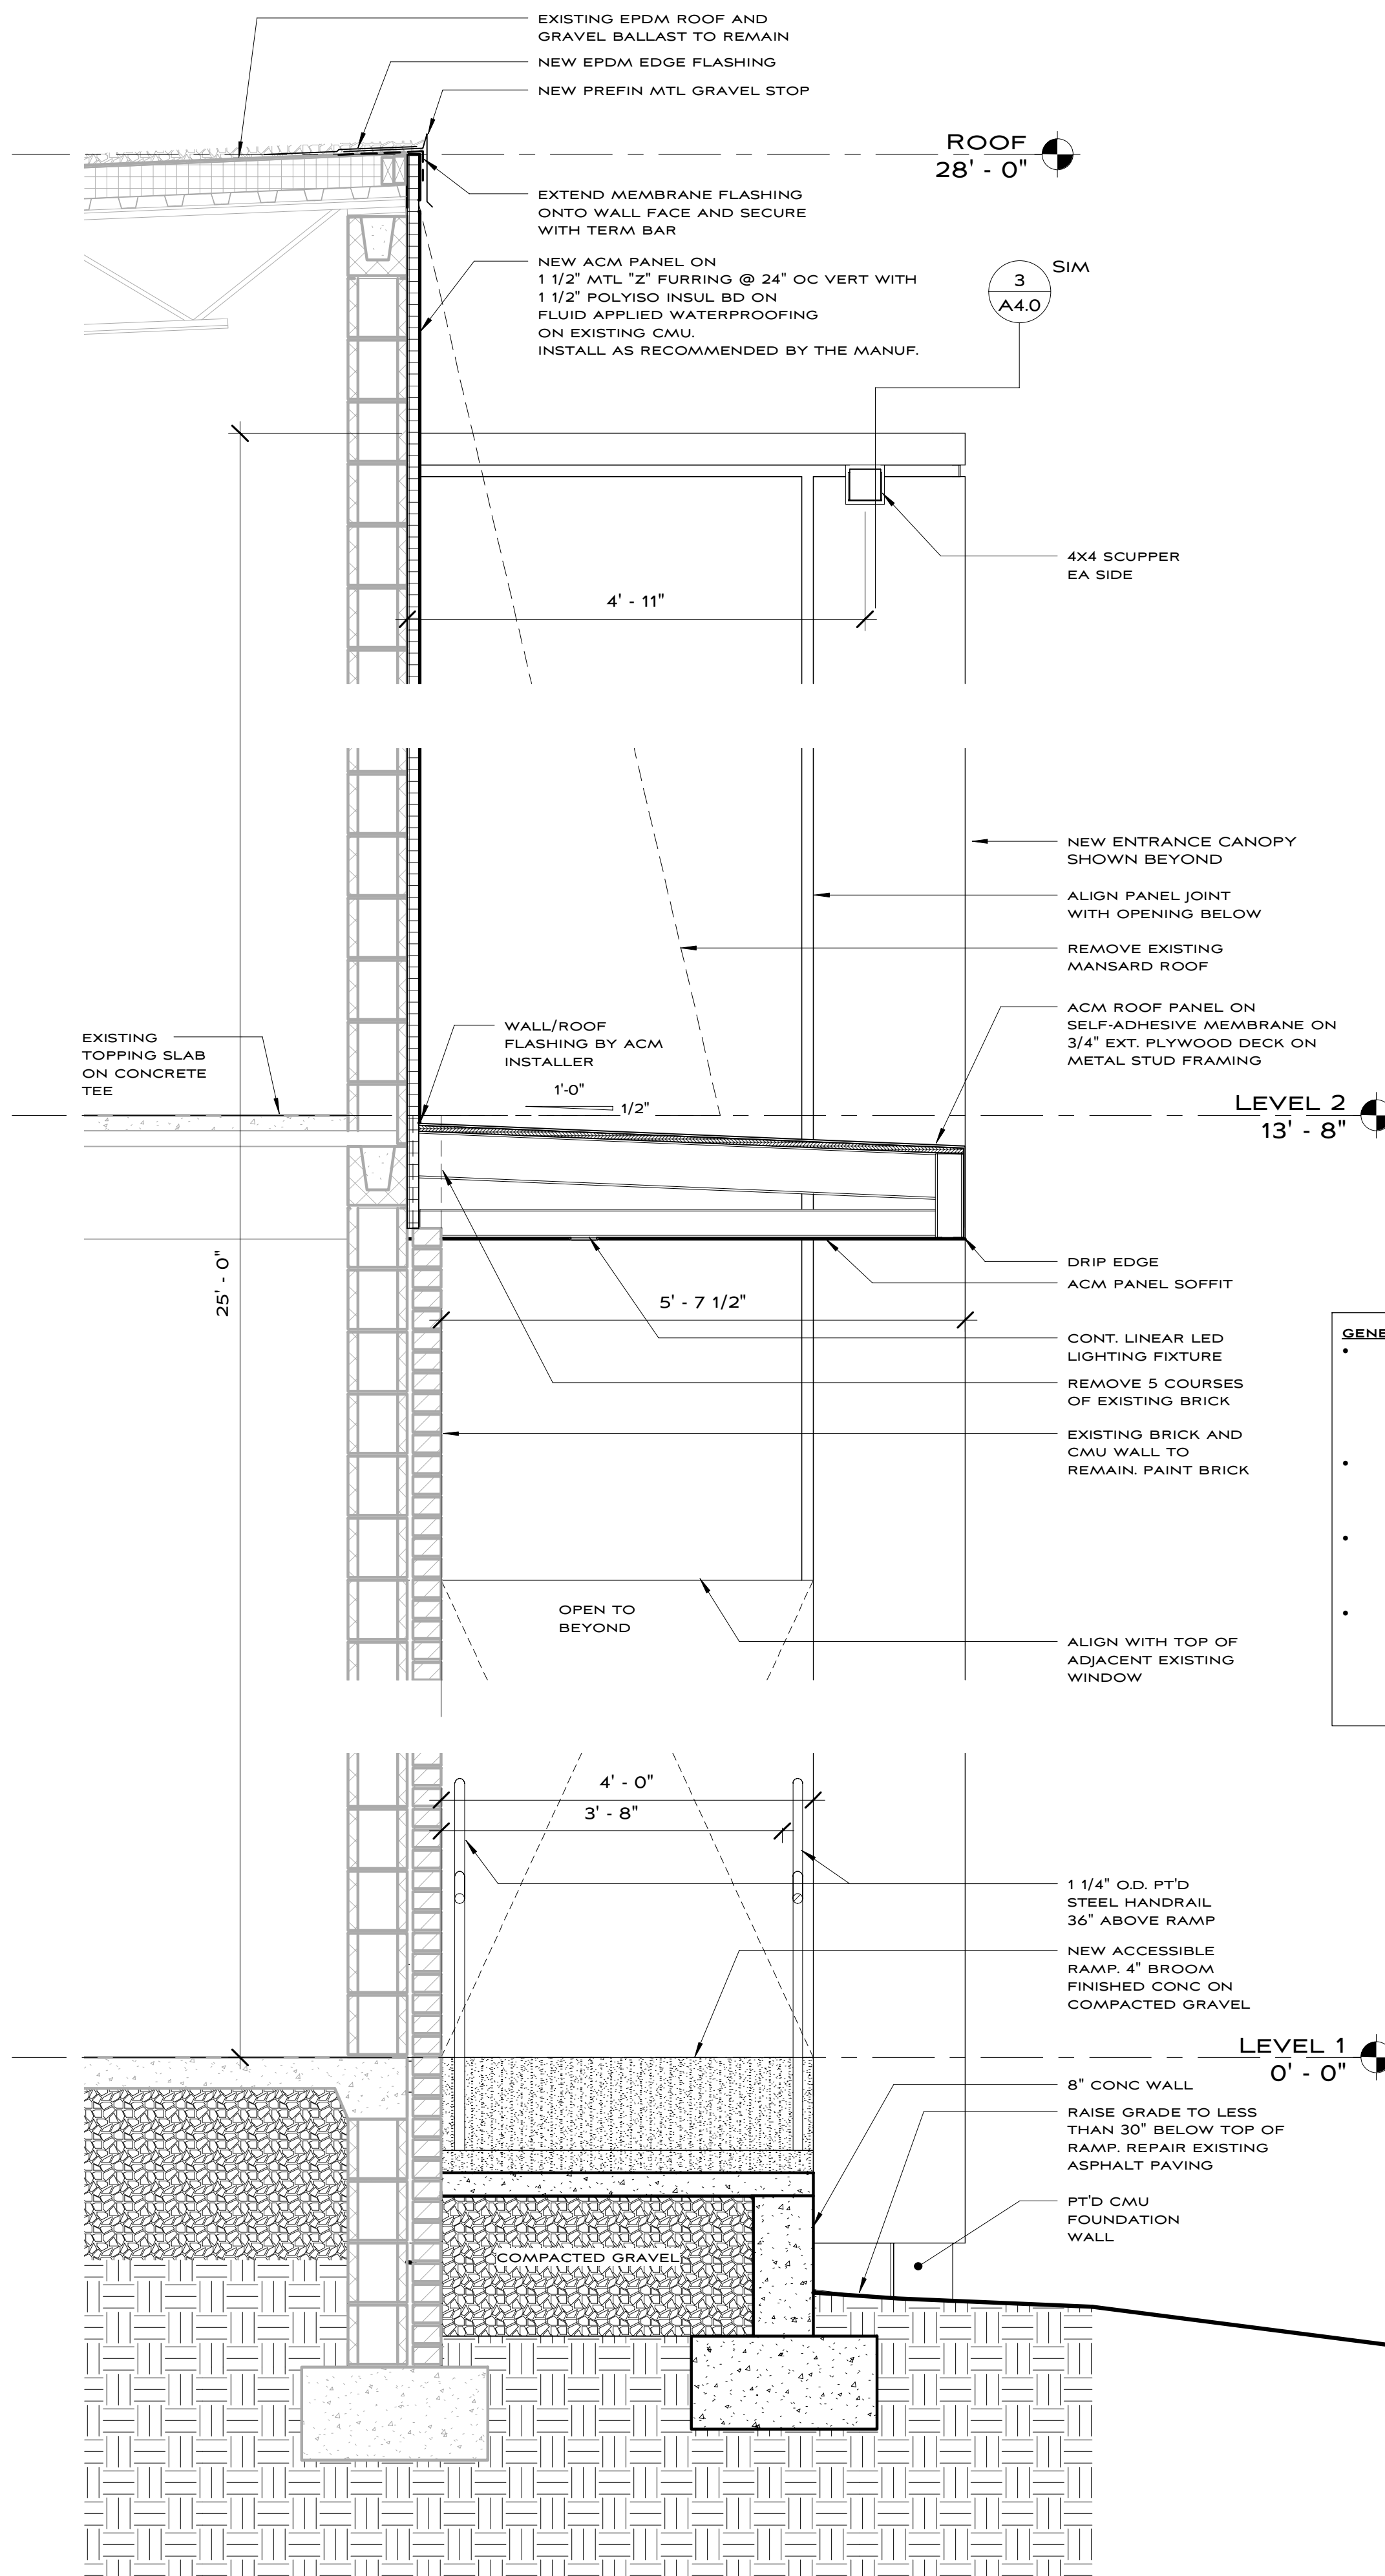 EXISTING EPDM ROOF AND
GRAVEL BALLAST TO REMAIN
NEW EPDM EDGE FLASHING
NEW PREFIN MTL GRAVEL STOP
ROOF
28' - 0"
EXTEND MEMBRANE FLASHING
ONTO WALL FACE AND SECURE
WITH TERM BAR
NEW ACM PANEL ON
1 1/2" MTL "Z" FURRING @ 24" OC VERT WITH
1 1/2" POLYISO INSUL BD ON
FLUID APPLIED WATERPROOFING
ON EXISTING CMU.
INSTALL AS RECOMMENDED BY THE MANUF.
SIM
3
A4.0
4X4 SCUPPER
EA SIDE
4' - 11"
NEW ENTRANCE CANOPY
SHOWN BEYOND
ALIGN PANEL JOINT
WITH OPENING BELOW
REMOVE EXISTING
MANSARD ROOF
ACM ROOF PANEL ON
SELF-ADHESIVE MEMBRANE ON
3/4" EXT. PLYWOOD DECK ON
METAL STUD FRAMING
EXISTING
TOPPING SLAB
ON CONCRETE
TEE
WALL/ROOF
FLASHING BY ACM
INSTALLER
1'-0"
1/2"
LEVEL 2
13' - 8"
25' - 0"
DRIP EDGE
ACM PANEL SOFFIT
5' - 7 1/2"
CONT. LINEAR LED
LIGHTING FIXTURE
REMOVE 5 COURSES
OF EXISTING BRICK
EXISTING BRICK AND
CMU WALL TO
REMAIN. PAINT BRICK
GENE
OPEN TO
BEYOND
ALIGN WITH TOP OF
ADJACENT EXISTING
WINDOW
4' - 0"
3' - 8"
1 1/4" O.D. PT'D
STEEL HANDRAIL
36" ABOVE RAMP
NEW ACCESSIBLE
RAMP. 4" BROOM
FINISHED CONC ON
COMPACTED GRAVEL
LEVEL 1
0' - 0"
8" CONC WALL
RAISE GRADE TO LESS
THAN 30" BELOW TOP OF
RAMP. REPAIR EXISTING
ASPHALT PAVING
PT'D CMU
FOUNDATION
WALL
COMPACTED GRAVEL